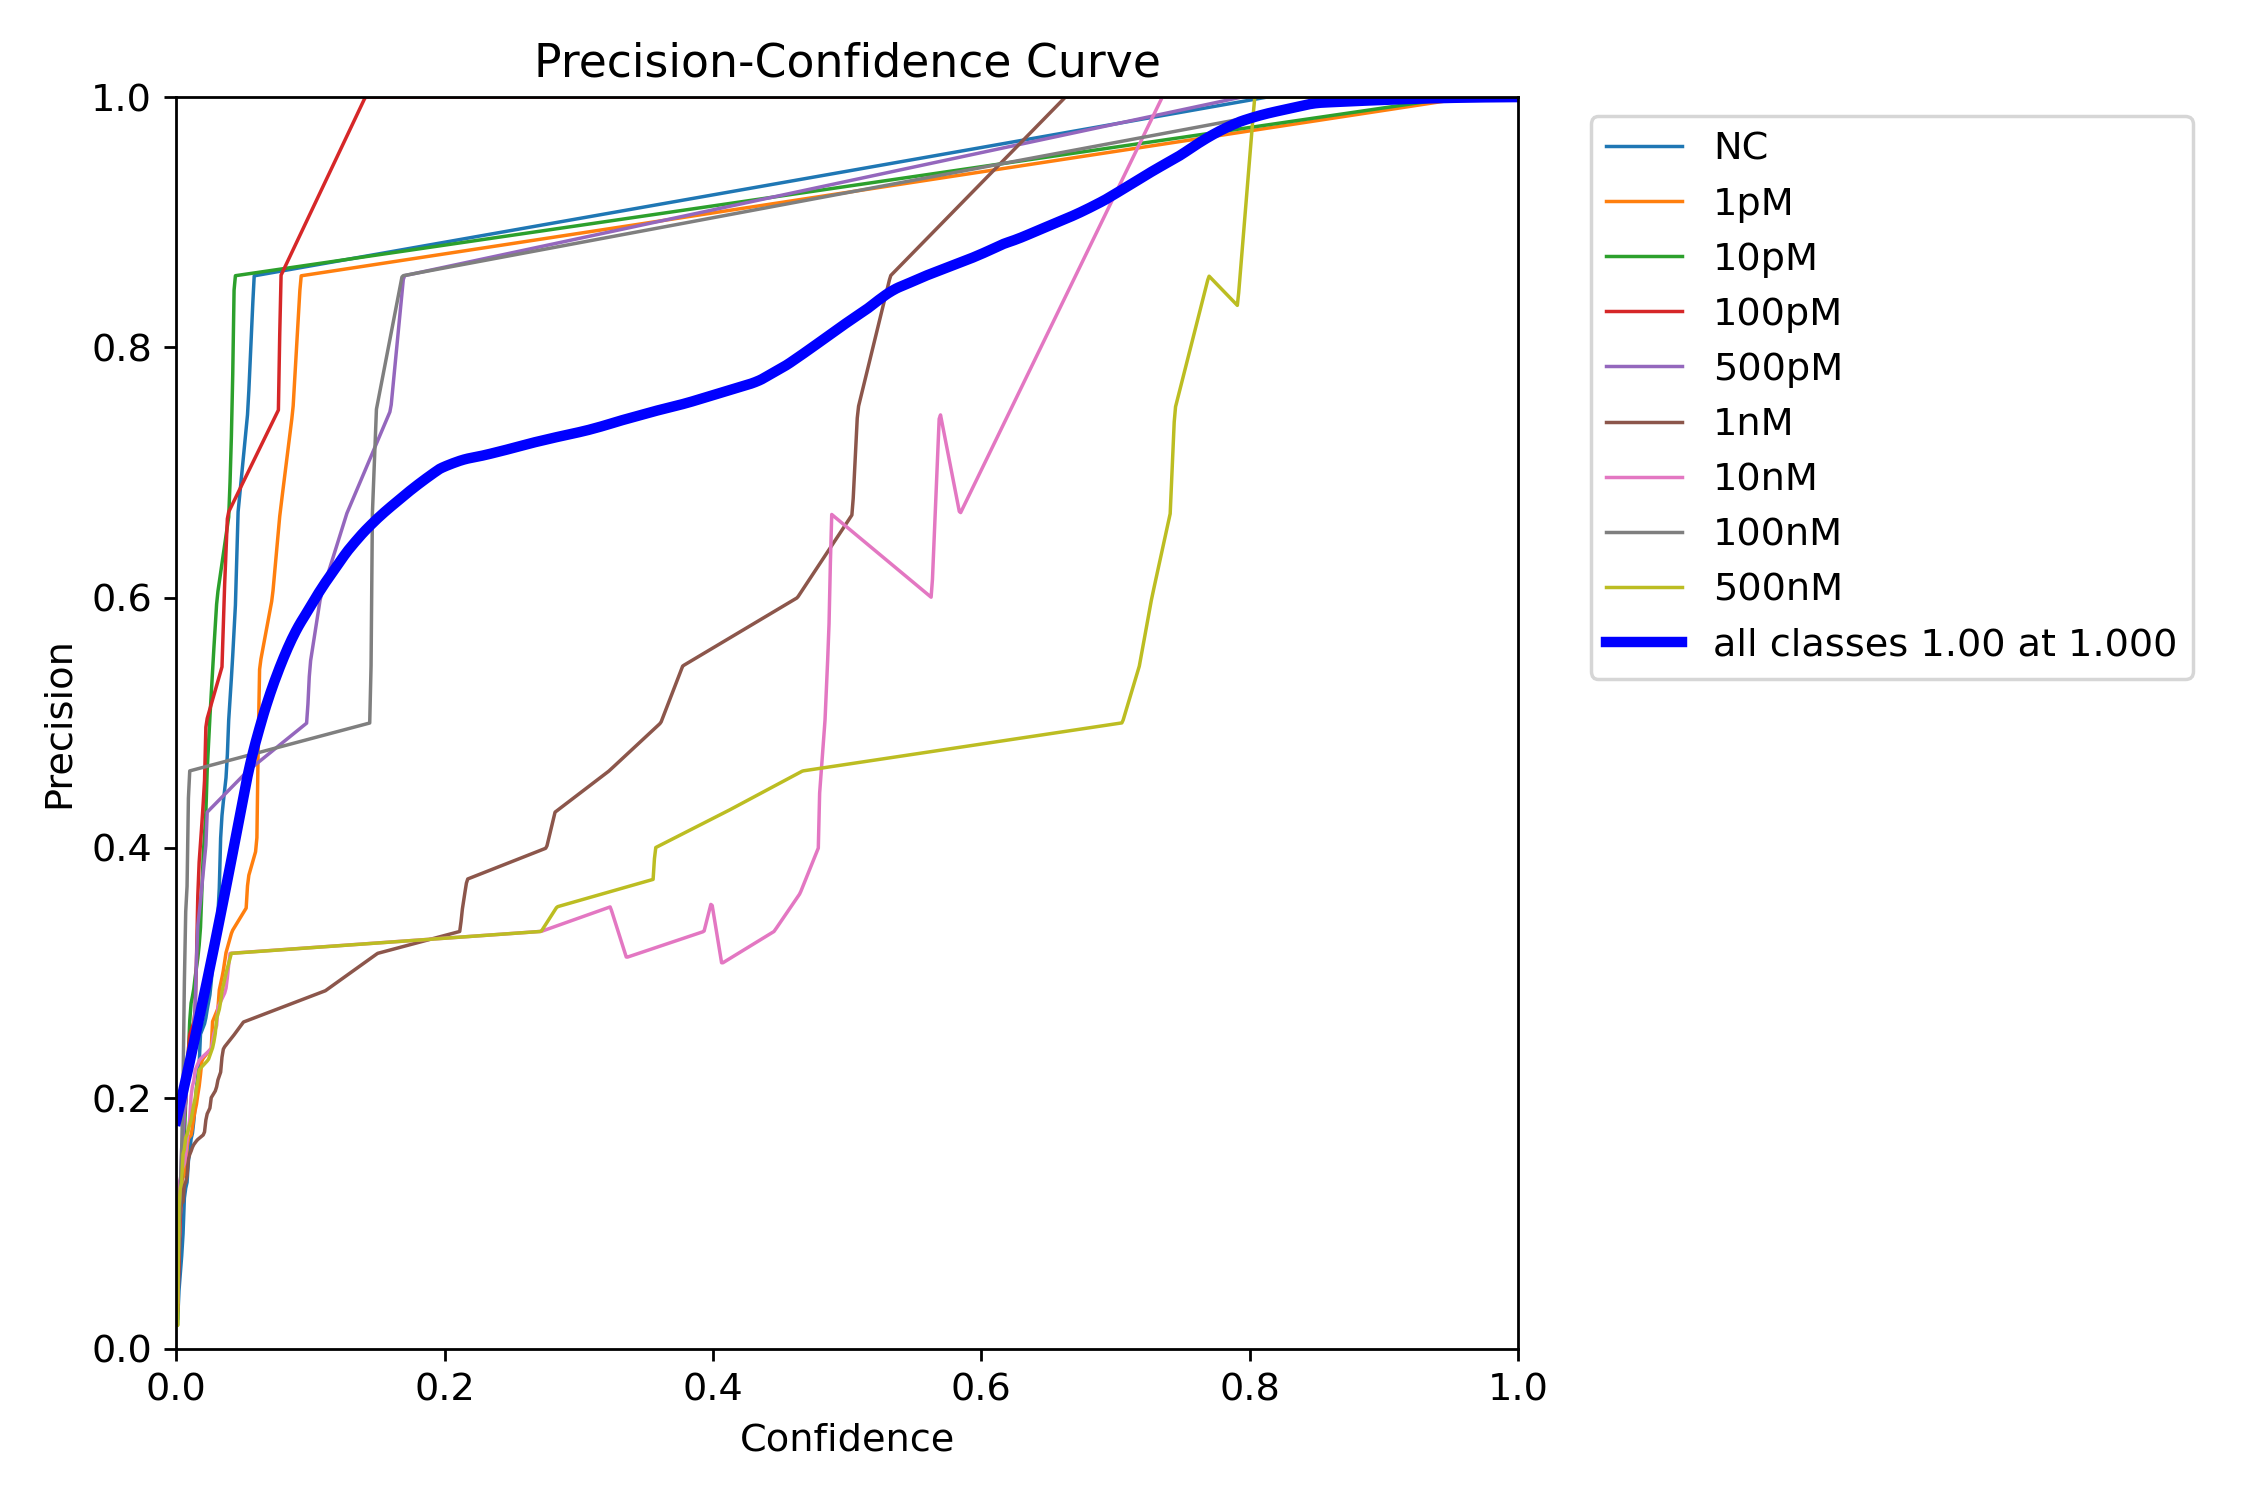 Precision-Confidence Curve
1.0
0.8
0.6
0.4
0.2
0.0
Precision
0.0 0.2 0.4 0.6 0.8 1.0
Confidence
NC
1pM
10pM
100pM
500pM
1nM
10nM
100nM
500nM
all classes 1.00 at 1.000